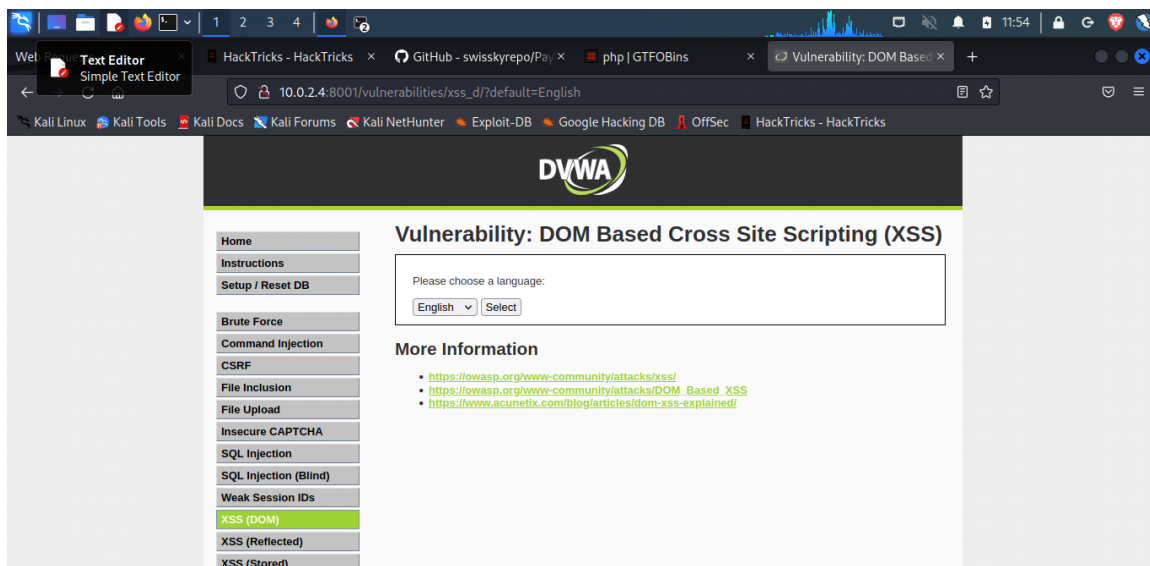 1 2 3 4 2 11:54
Web Text Editor HackTricks - HackTricks GitHub - swisskyrepo/Pay php | GTFOBins Vulnerability: DOM Based
Simple Text Editor
10.0.2.4:8001/vulnerabilities/xss_d/?default=English
Kali Linux Kali Tools Kali Docs Kali Forums Kali NetHunter Exploit-DB Google Hacking DB OffSec HackTricks - HackTricks
DVWA
Home
Instructions
Setup / Reset DB
Brute Force
Command Injection
CSRF
File Inclusion
File Upload
Insecure CAPTCHA
SQL Injection
SQL Injection (Blind)
Weak Session IDs
XSS (DOM)
XSS (Reflected)
XSS (Stored)
Vulnerability: DOM Based Cross Site Scripting (XSS)
Please choose a language:
English Select
More Information
https://owasp.org/www-community/attacks/xss/
https://owasp.org/www-community/attacks/DOM_Based_XSS
https://www.acunetix.com/blog/articles/dom-xss-explained/